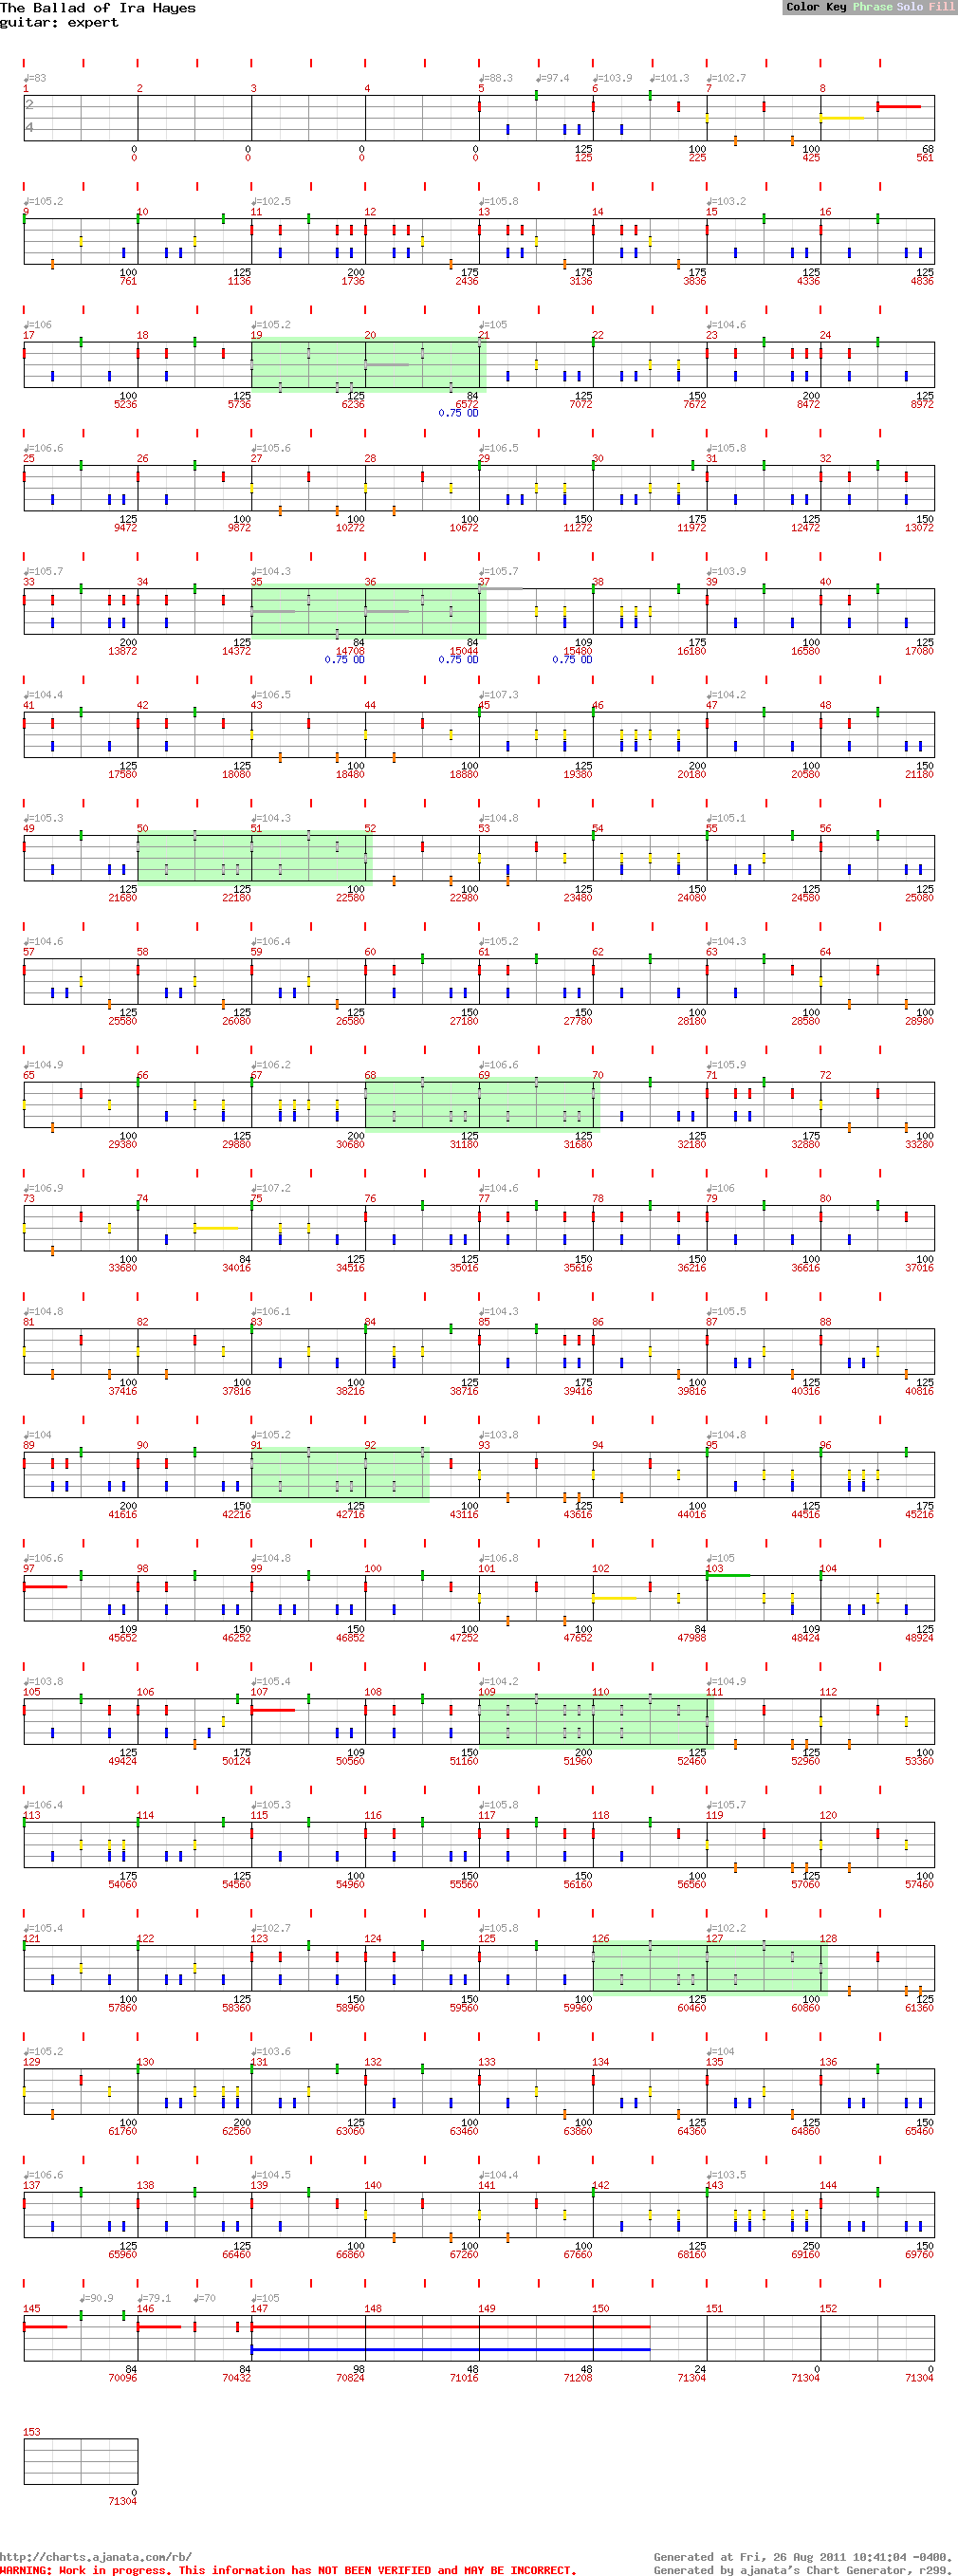 The Ballad of Ira Hayes
guitar: expert
Color Key Phrase Solo Fill
♩=83 ♩=88.3 ♩=97.4 ♩=103.9 ♩=101.3 ♩=102.7
1 2 3 4 5 6 7 8
2
4
0 0 0 0 125 100 100 68
0 0 0 0 125 225 425 561
♩=105.2 ♩=102.5 ♩=105.8 ♩=103.2
9 10 11 12 13 14 15 16
100 125 200 175 175 175 125 125
761 1136 1736 2436 3136 3836 4336 4836
♩=106 ♩=105.2 ♩=105 ♩=104.6
17 18 19 20 21 22 23 24
100 125 125 84 125 150 200 125
5236 5736 6236 6572 7072 7672 8472 8972
0.75 OD
♩=106.6 ♩=105.6 ♩=106.5 ♩=105.8
25 26 27 28 29 30 31 32
125 100 100 100 150 175 125 150
9472 9872 10272 10672 11272 11972 12472 13072
♩=105.7 ♩=104.3 ♩=105.7 ♩=103.9
33 34 35 36 37 38 39 40
200 125 84 84 109 175 100 125
13872 14372 14708 15044 15480 16180 16580 17080
0.75 OD 0.75 OD 0.75 OD
♩=104.4 ♩=106.5 ♩=107.3 ♩=104.2
41 42 43 44 45 46 47 48
125 125 100 100 125 200 100 150
17580 18080 18480 18880 19380 20180 20580 21180
♩=105.3 ♩=104.3 ♩=104.8 ♩=105.1
49 50 51 52 53 54 55 56
125 125 100 100 125 150 125 125
21680 22180 22580 22980 23480 24080 24580 25080
♩=104.6 ♩=106.4 ♩=105.2 ♩=104.3
57 58 59 60 61 62 63 64
125 125 125 150 150 100 100 100
25580 26080 26580 27180 27780 28180 28580 28980
♩=104.9 ♩=106.2 ♩=106.6 ♩=105.9
65 66 67 68 69 70 71 72
100 125 200 125 125 125 175 100
29380 29880 30680 31180 31680 32180 32880 33280
♩=106.9 ♩=107.2 ♩=104.6 ♩=106
73 74 75 76 77 78 79 80
100 84 125 125 150 150 100 100
33680 34016 34516 35016 35616 36216 36616 37016
♩=104.8 ♩=106.1 ♩=104.3 ♩=105.5
81 82 83 84 85 86 87 88
100 100 100 125 175 100 125 125
37416 37816 38216 38716 39416 39816 40316 40816
♩=104 ♩=105.2 ♩=103.8 ♩=104.8
89 90 91 92 93 94 95 96
200 150 125 100 125 100 125 175
41616 42216 42716 43116 43616 44016 44516 45216
♩=106.6 ♩=104.8 ♩=106.8 ♩=105
97 98 99 100 101 102 103 104
109 150 150 100 100 84 109 125
45652 46252 46852 47252 47652 47988 48424 48924
♩=103.8 ♩=105.4 ♩=104.2 ♩=104.9
105 106 107 108 109 110 111 112
125 175 109 150 200 125 125 100
49424 50124 50560 51160 51960 52460 52960 53360
♩=106.4 ♩=105.3 ♩=105.8 ♩=105.7
113 114 115 116 117 118 119 120
175 125 100 150 150 100 125 100
54060 54560 54960 55560 56160 56560 57060 57460
♩=105.4 ♩=102.7 ♩=105.8 ♩=102.2
121 122 123 124 125 126 127 128
100 125 150 150 100 125 100 125
57860 58360 58960 59560 59960 60460 60860 61360
♩=105.2 ♩=103.6 ♩=104
129 130 131 132 133 134 135 136
100 200 125 100 100 125 125 150
61760 62560 63060 63460 63860 64360 64860 65460
♩=106.6 ♩=104.5 ♩=104.4 ♩=103.5
137 138 139 140 141 142 143 144
125 125 100 100 100 125 250 150
65960 66460 66860 67260 67660 68160 69160 69760
♩=90.9 ♩=79.1 ♩=70 ♩=105
145 146 147 148 149 150 151 152
84 84 98 48 48 24 0 0
70096 70432 70824 71016 71208 71304 71304 71304
153
0
71304
http://charts.ajanata.com/rb/
Generated at Fri, 26 Aug 2011 10:41:04 -0400.
WARNING: Work in progress. This information has NOT BEEN VERIFIED and MAY BE INCORRECT.
Generated by ajanata's Chart Generator, r299.